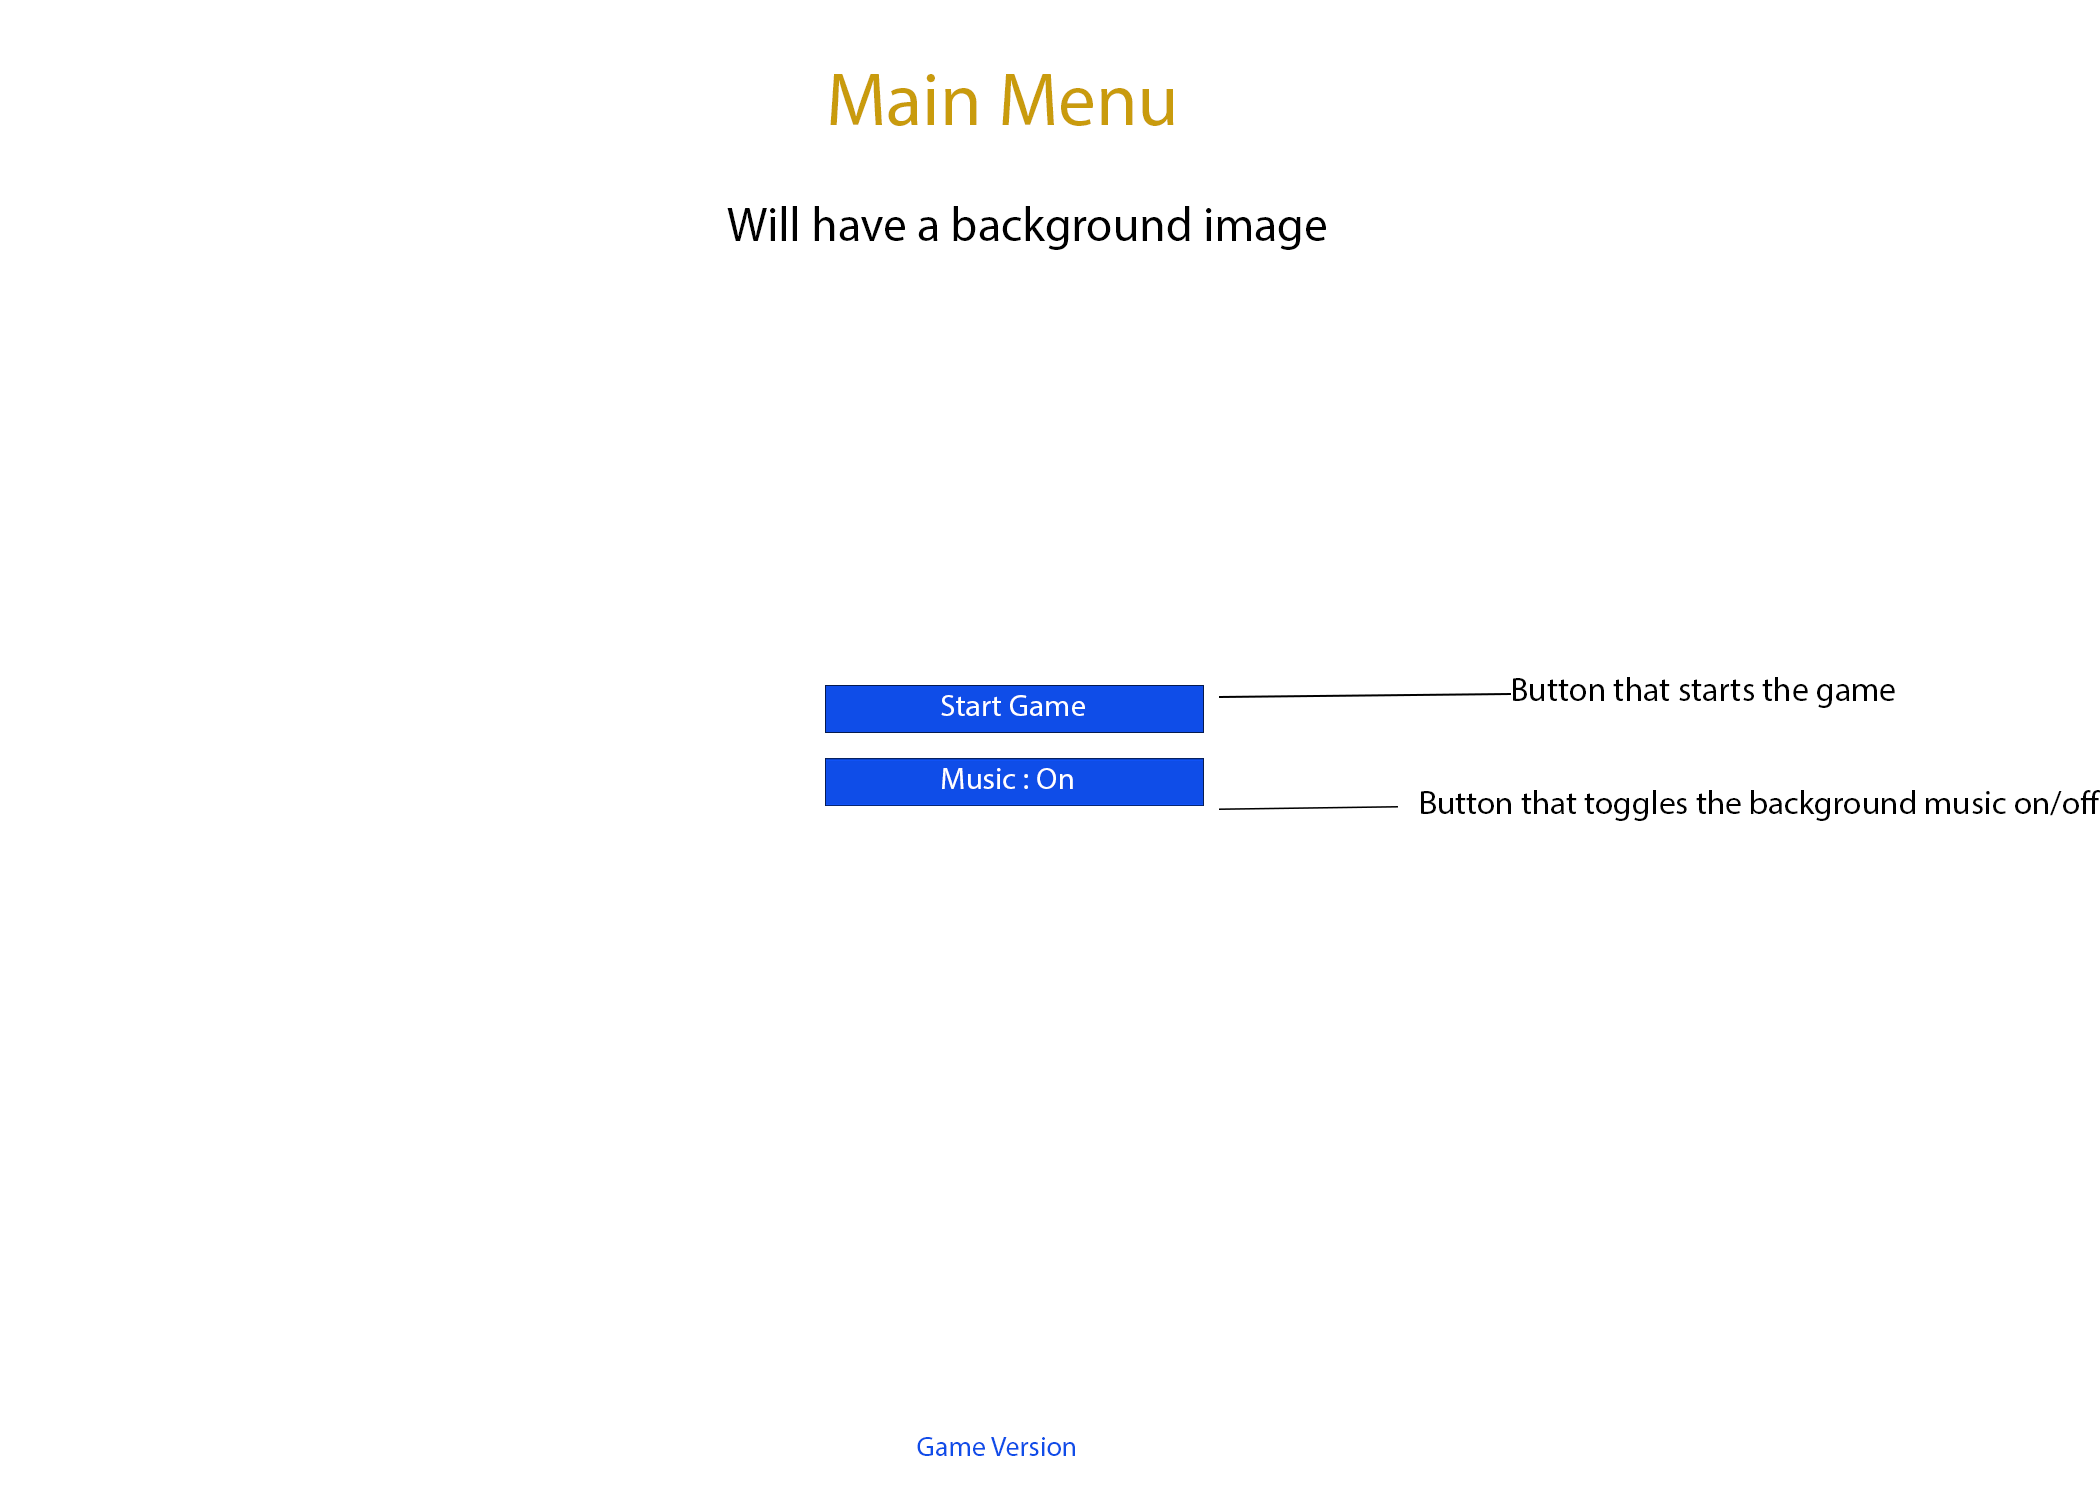 Main Menu
Will have a background image
Start Game
Button that starts the game
Music : On
Button that toggles the background music on/off
Game Version